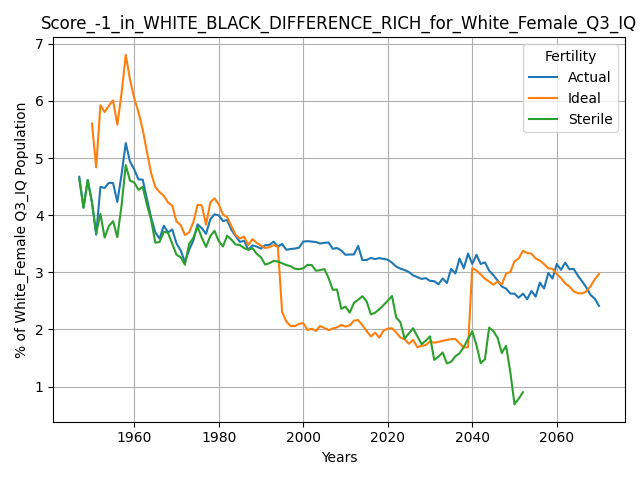 Score_-1_in_WHITE_BLACK_DIFFERENCE_RICH_for_White_Female_Q3_IQ
Fertility
Actual
Ideal
Sterile
% of White_Female Q3_IQ Population
7
6
5
4
3
2
1
1960
1980
2000
2020
2040
2060
Years